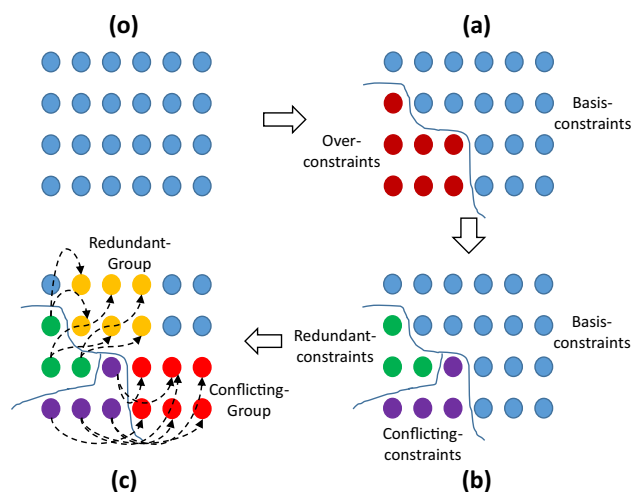 (o)
(a)
Basis-
constraints
Over-
constraints
Redundant-
Group
Conflicting-
Group
(c)
Redundant-
constraints
Basis-
constraints
Conflicting-
constraints
(b)